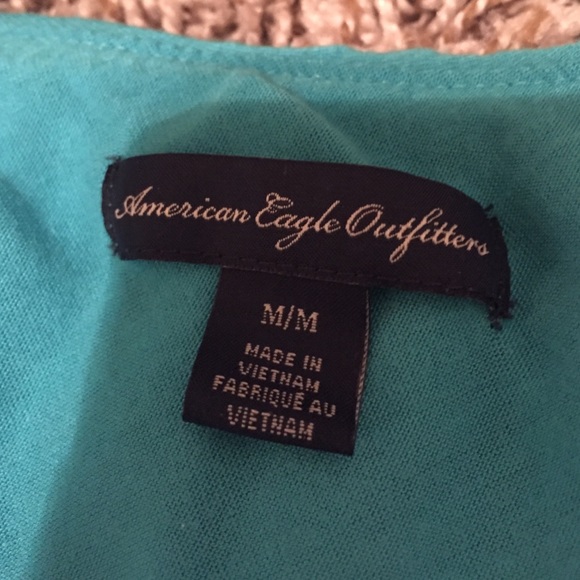 American Eagle Outfitters
M/M
MADE IN
VIETNAM
FABRIQUÉ AU
VIETNAM